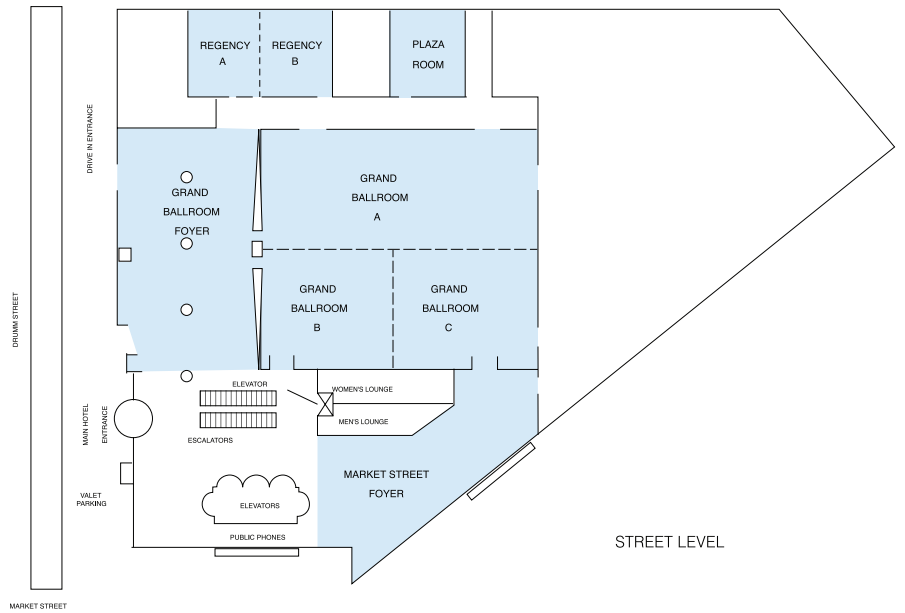 REGENCY
A
REGENCY
B
PLAZA
ROOM
DRIVE IN ENTRANCE
GRAND
BALLROOM
FOYER
GRAND
BALLROOM
A
GRAND
BALLROOM
B
GRAND
BALLROOM
C
DRUMM STREET
ELEVATOR
WOMEN'S LOUNGE
MEN'S LOUNGE
MAIN HOTEL
ENTRANCE
ESCALATORS
MARKET STREET
FOYER
VALET
PARKING
ELEVATORS
PUBLIC PHONES
STREET LEVEL
MARKET STREET